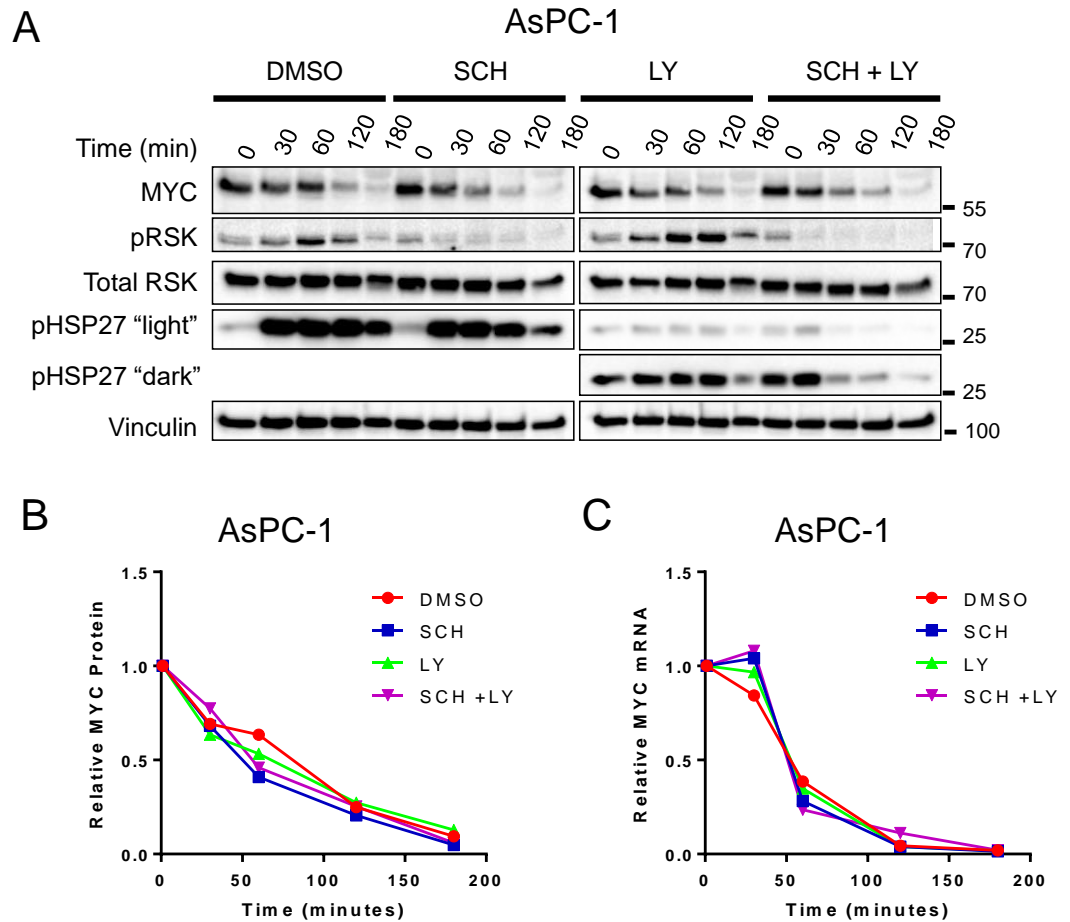 A
AsPC-1
DMSO SCH LY SCH + LY
Time (min) 0 30 60 120 180 0 30 60 120 180 0 30 60 120 180 0 30 60 120 180
MYC 55
pRSK 70
Total RSK 70
pHSP27 “light” 25
pHSP27 “dark” 25
Vinculin 100
B
AsPC-1
Relative MYC Protein
1.5
1.0
0.5
0.0
0 50 100 150 200
Time (minutes)
DMSO
SCH
LY
SCH +LY
C
AsPC-1
Relative MYC mRNA
1.5
1.0
0.5
0.0
0 50 100 150 200
Time (minutes)
DMSO
SCH
LY
SCH +LY